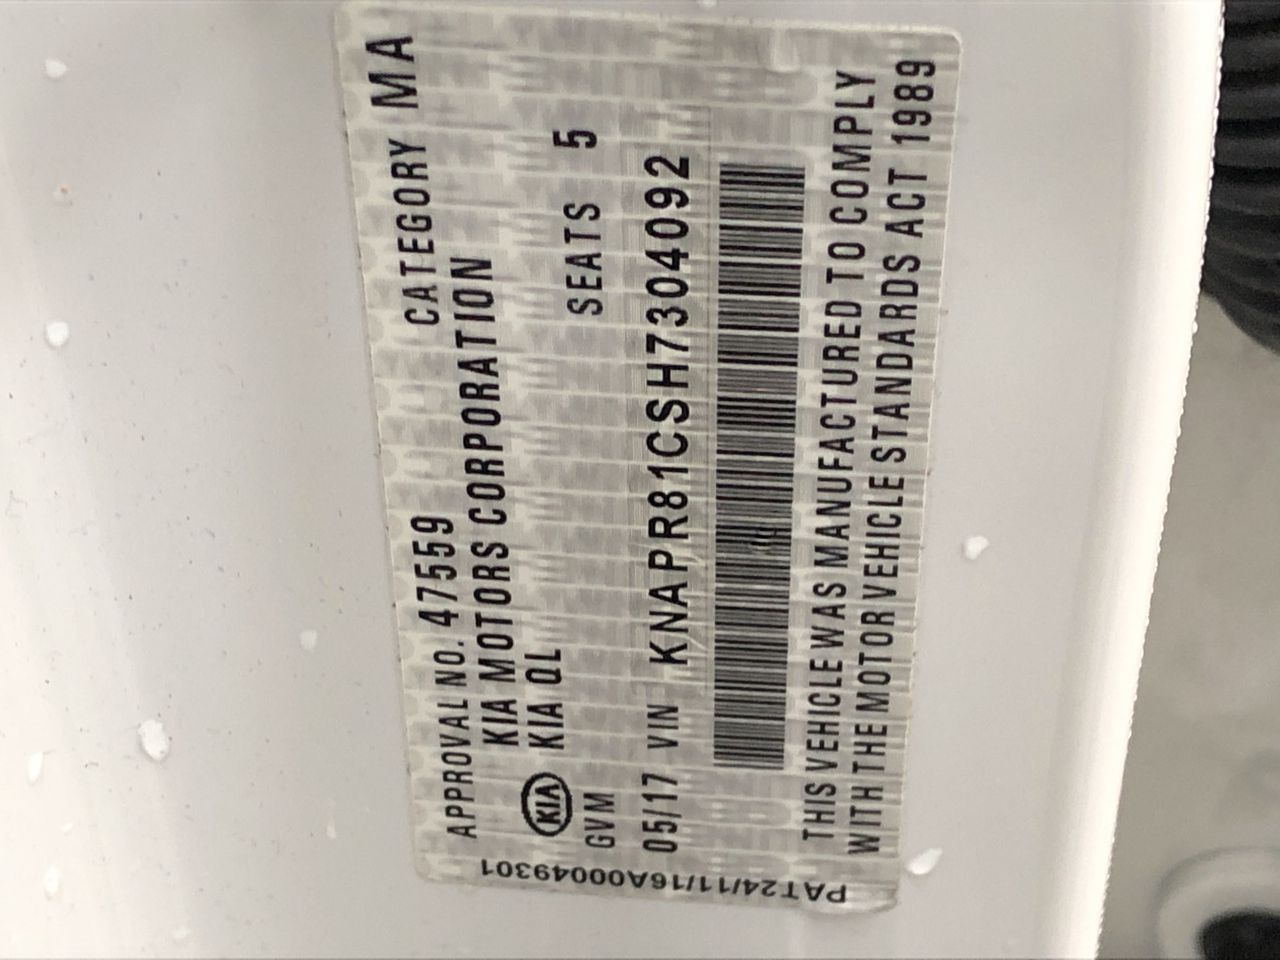 APPROVAL NO. 47559 CATEGORY MA
KIA MOTORS CORPORATION
KIA KIA QL
GVM SEATS 5
05/17 VIN KNAPR81CSH7304092
THIS VEHICLE WAS MANUFACTURED TO COMPLY
WITH THE MOTOR VEHICLE STANDARDS ACT 1989
PAT24/11/16A00049301